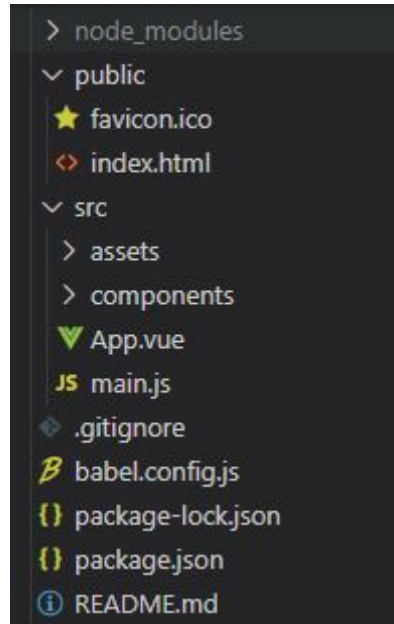 node_modules
public
favicon.ico
index.html
src
assets
components
App.vue
JS main.js
.gitignore
babel.config.js
{} package-lock.json
{} package.json
README.md